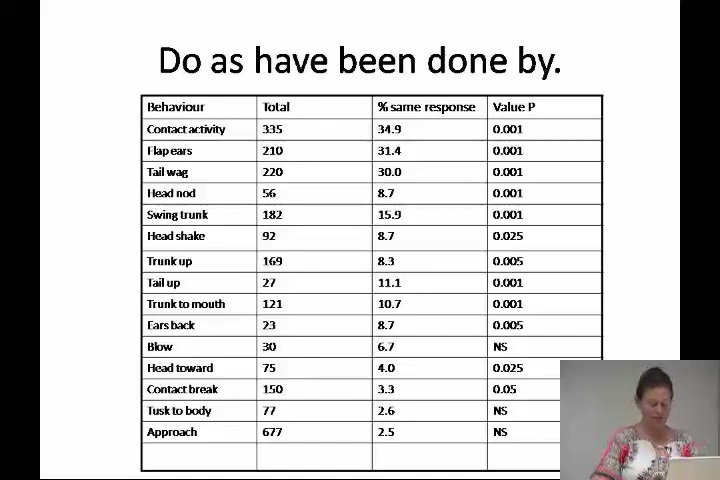 Do as have been done by.
Behaviour Total % same response Value P
Contact activity 335 34.9 0.001
Flap ears 210 31.4 0.001
Tail wag 220 30.0 0.001
Head nod 56 8.7 0.001
Swing trunk 182 15.9 0.001
Head shake 92 8.7 0.025
Trunk up 169 8.3 0.005
Tail up 27 11.1 0.001
Trunk to mouth 121 10.7 0.001
Ears back 23 8.7 0.005
Blow 30 6.7 NS
Head toward 75 4.0 0.025
Contact break 150 3.3 0.05
Tusk to body 77 2.6 NS
Approach 677 2.5 NS